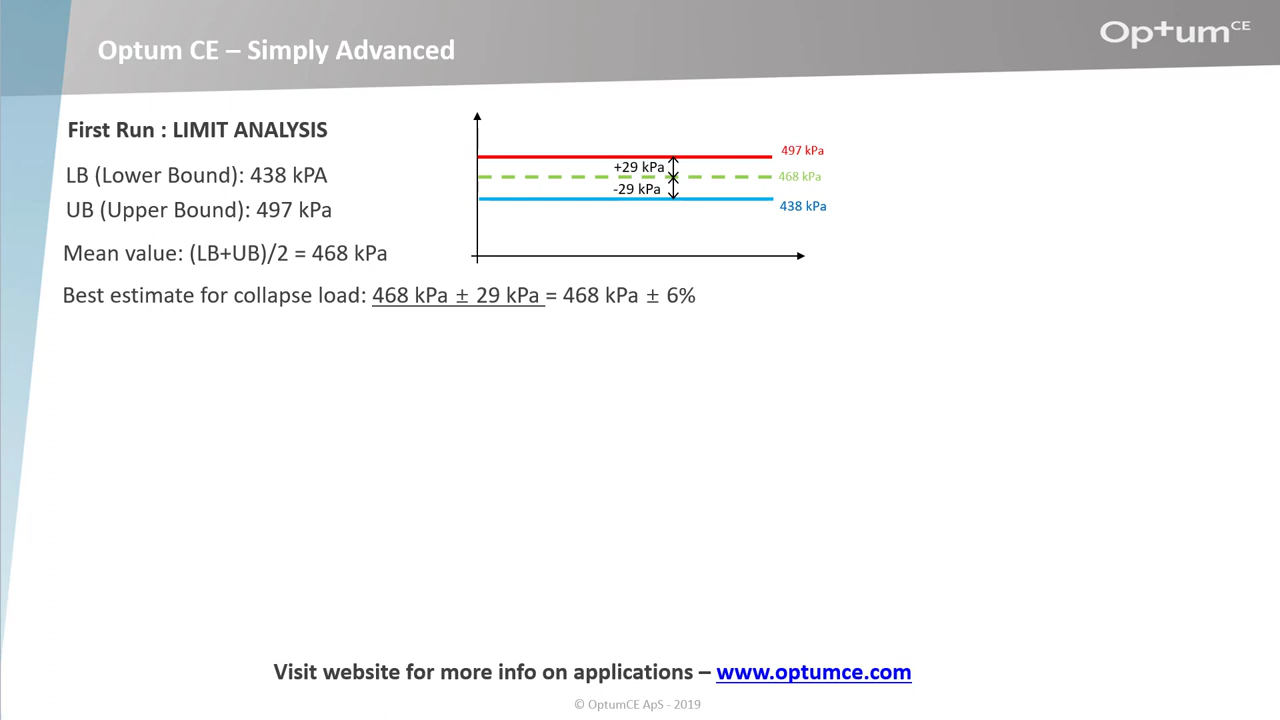 Optum CE – Simply Advanced
Op+um CE
First Run : LIMIT ANALYSIS
LB (Lower Bound): 438 kPA
UB (Upper Bound): 497 kPa
Mean value: (LB+UB)/2 = 468 kPa
Best estimate for collapse load: 468 kPa ± 29 kPa = 468 kPa ± 6%
497 kPa
+29 kPa
468 kPa
-29 kPa
438 kPa
Visit website for more info on applications – www.optumce.com
© OptumCE ApS - 2019